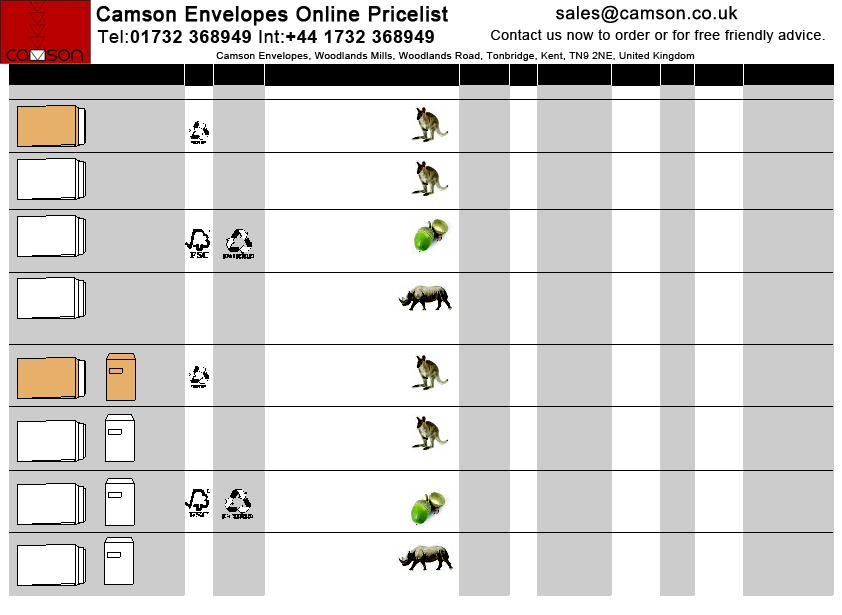 Camson Envelopes Online Pricelist
sales@camson.co.uk
Tel:01732 368949 Int:+44 1732 368949
Contact us now to order or for free friendly advice.
camson
Camson Envelopes, Woodlands Mills, Woodlands Road, Tonbridge, Kent, TN9 2NE, United Kingdom
FSC
FSC